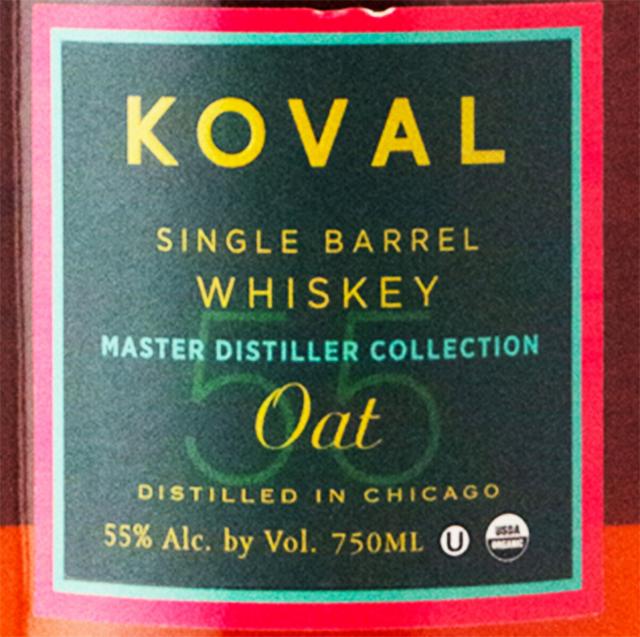 KOVAL
SINGLE BARREL
WHISKEY
MASTER DISTILLER COLLECTION
55
Oat
DISTILLED IN CHICAGO
55% Alc. by Vol. 750ML U USDA ORGANIC